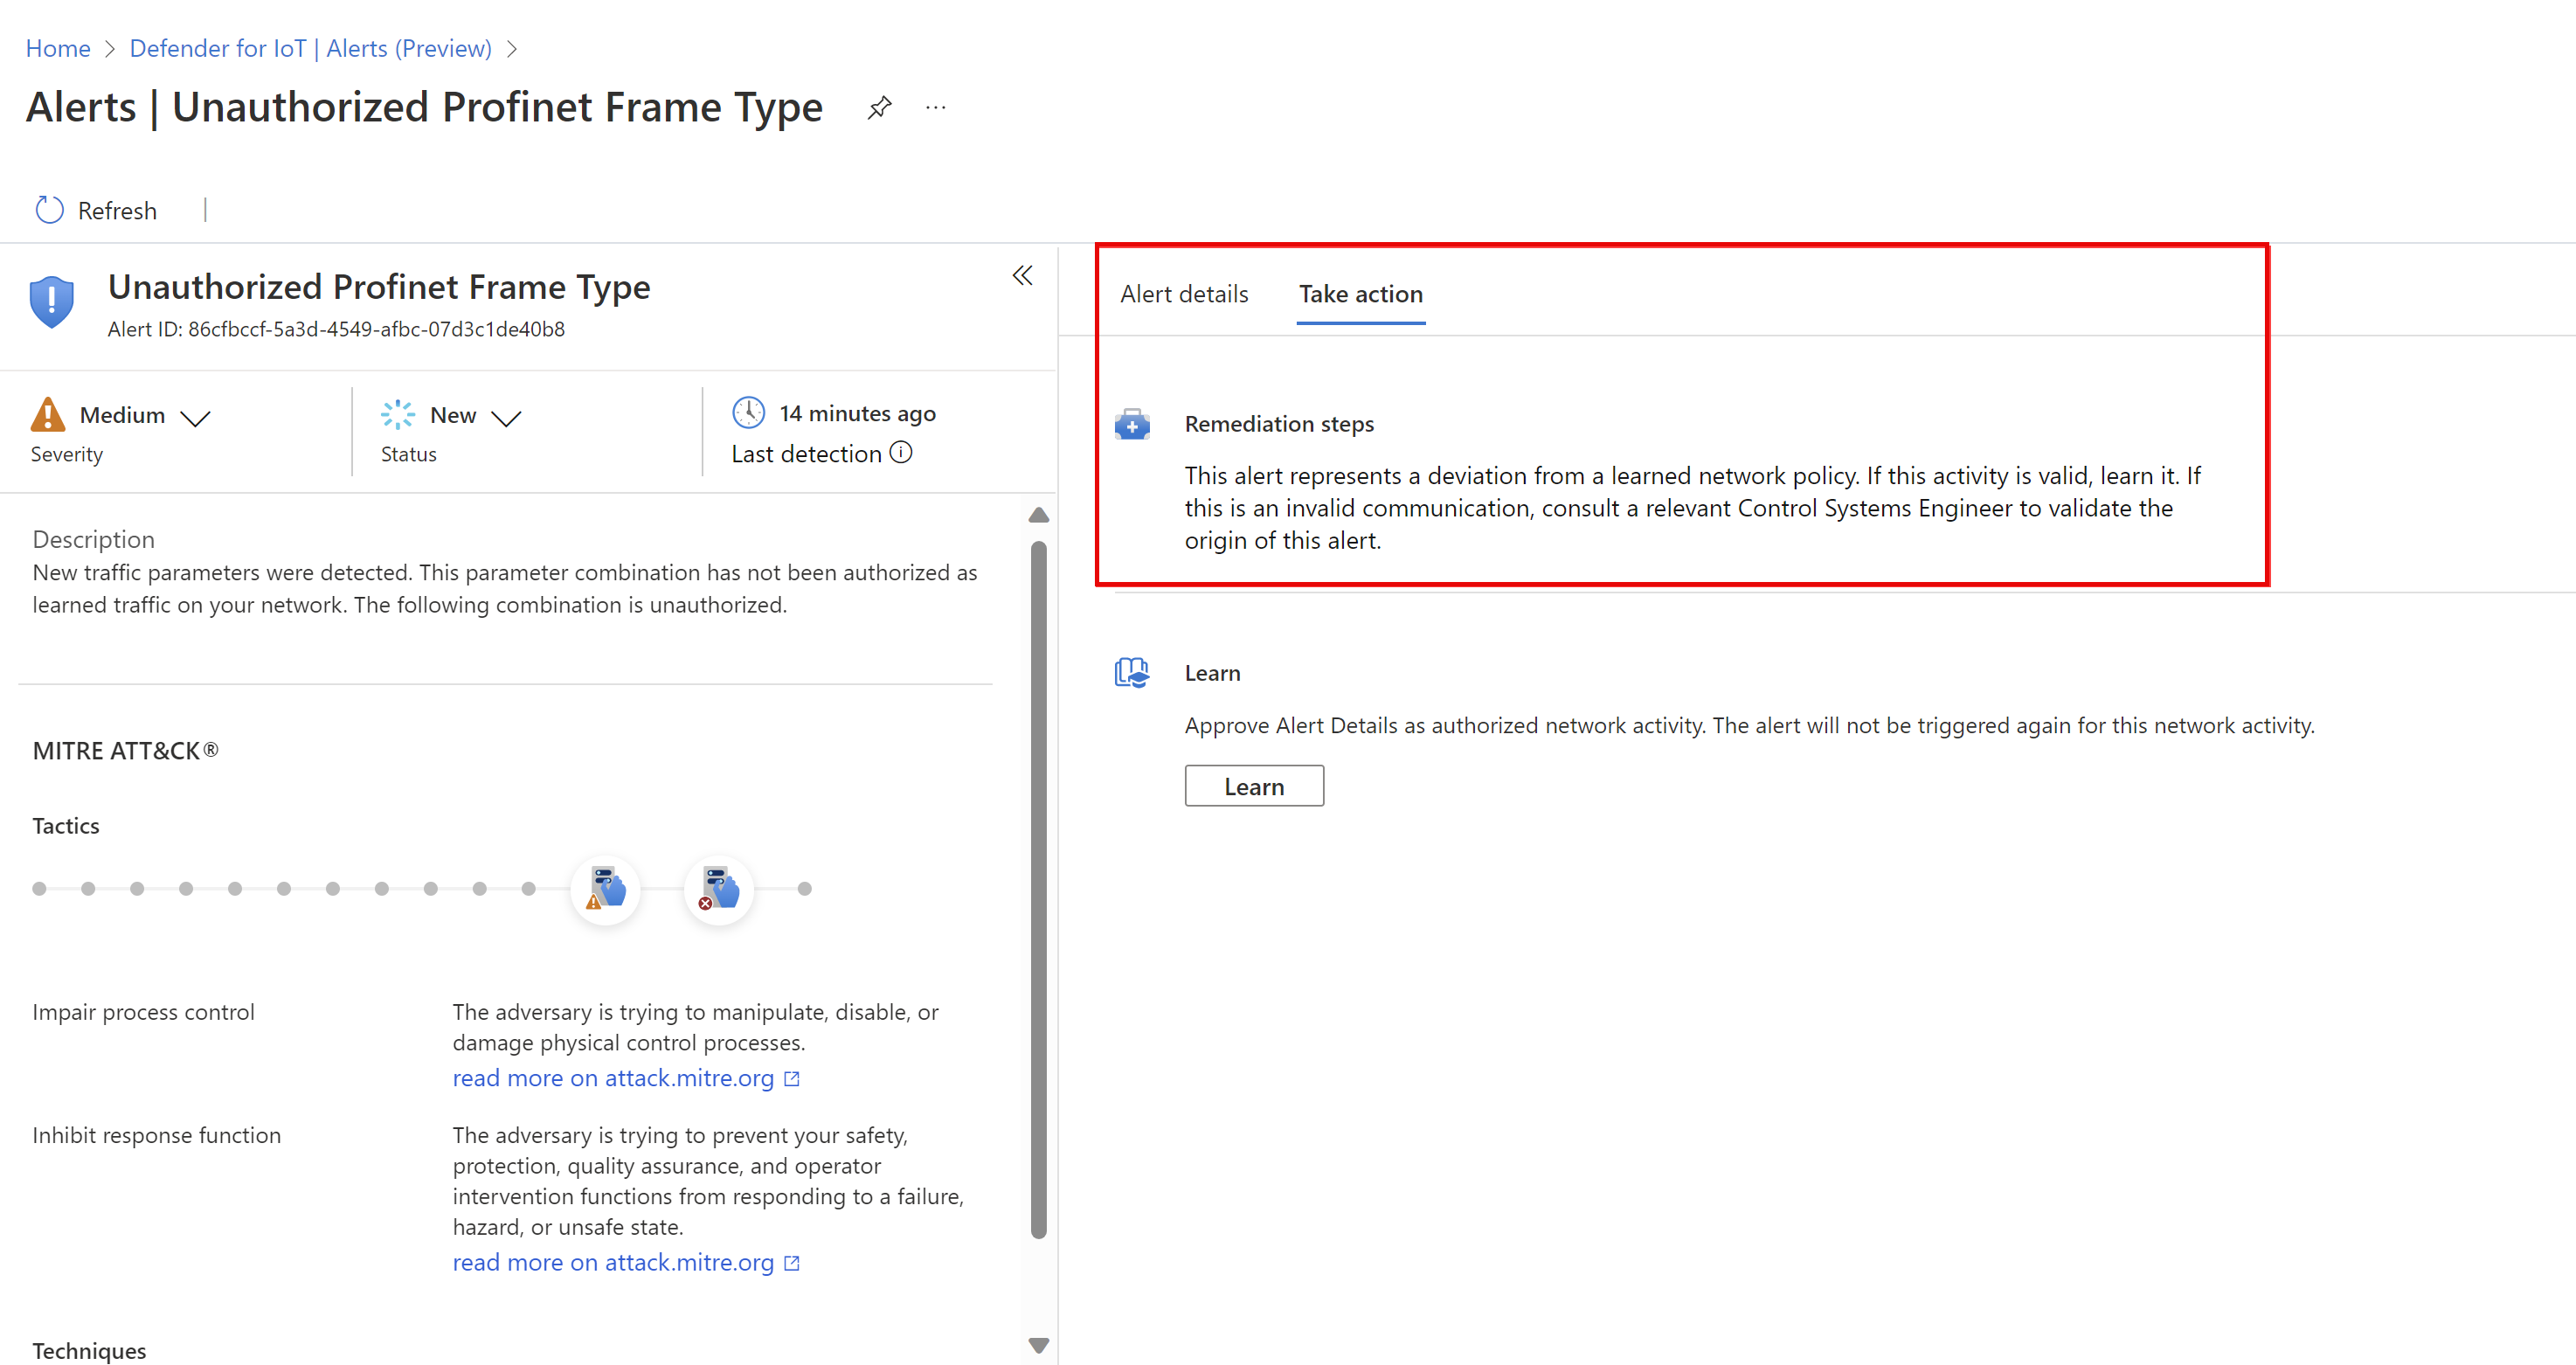 Home > Defender for IoT | Alerts (Preview) >
Alerts | Unauthorized Profinet Frame Type
Refresh
Unauthorized Profinet Frame Type
Alert ID: 86cfbccf-5a3d-4549-afbc-07d3c1de40b8
Medium
Severity
New
Status
14 minutes ago
Last detection
Description
New traffic parameters were detected. This parameter combination has not been authorized as
learned traffic on your network. The following combination is unauthorized.
MITRE ATT&CK®
Tactics
Impair process control
The adversary is trying to manipulate, disable, or
damage physical control processes.
read more on attack.mitre.org
Inhibit response function
The adversary is trying to prevent your safety,
protection, quality assurance, and operator
intervention functions from responding to a failure,
hazard, or unsafe state.
read more on attack.mitre.org
Techniques
Alert details
Take action
Remediation steps
This alert represents a deviation from a learned network policy. If this activity is valid, learn it. If
this is an invalid communication, consult a relevant Control Systems Engineer to validate the
origin of this alert.
Learn
Approve Alert Details as authorized network activity. The alert will not be triggered again for this network activity.
Learn